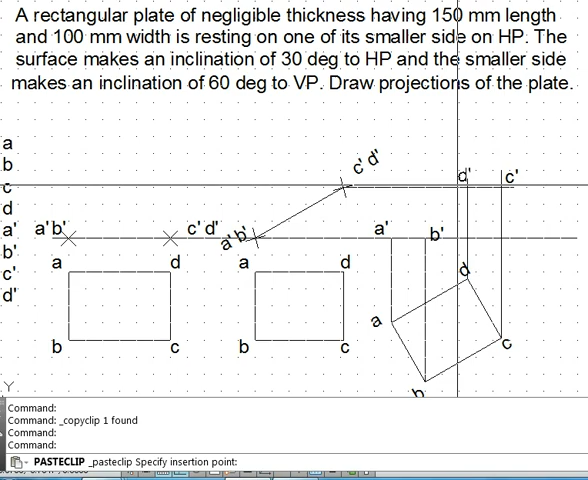 A rectangular plate of negligible thickness having 150 mm length
and 100 mm width is resting on one of its smaller side on HP. The
surface makes an inclination of 30 deg to HP and the smaller side
makes an inclination of 60 deg to VP. Draw projections of the plate.
a
b
c
d
a'
b'
c'
d'
a' b'
c' d'
a' b'
c' d'
a'
b'
d'
c'
a
d
b
c
a
d
b
c
a
d
b
c
Y
Command:
Command: _copyclip 1 found
Command:
Command:
PASTECLIP _pasteclip Specify insertion point: